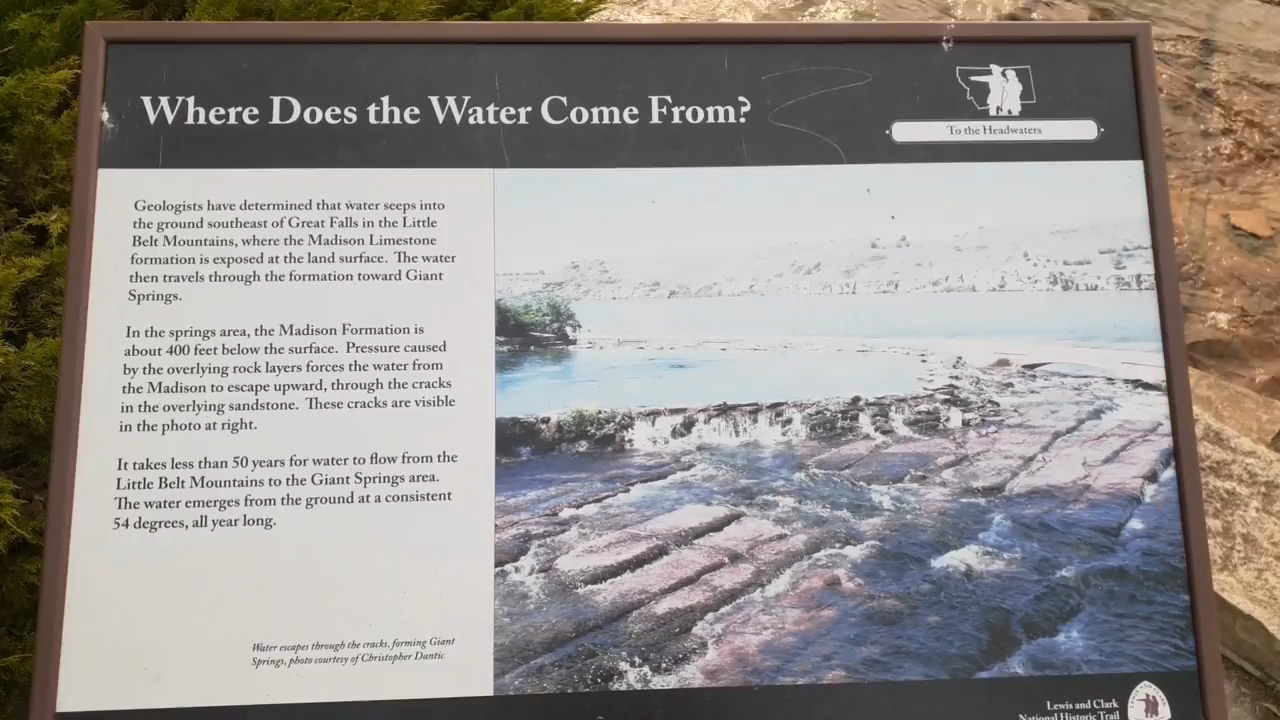 Where Does the Water Come From?
To the Headwaters
Geologists have determined that water seeps into
the ground southeast of Great Falls in the Little
Belt Mountains, where the Madison Limestone
formation is exposed at the land surface. The water
then travels through the formation toward Giant
Springs.
In the springs area, the Madison Formation is
about 400 feet below the surface. Pressure caused
by the overlying rock layers forces the water from
the Madison to escape upward, through the cracks
in the overlying sandstone. These cracks are visible
in the photo at right.
It takes less than 50 years for water to flow from the
Little Belt Mountains to the Giant Springs area.
The water emerges from the ground at a consistent
54 degrees, all year long.
Water escapes through the cracks, forming Giant
Springs, photo courtesy of Christopher Dantic
Lewis and Clark
National Historic Trail